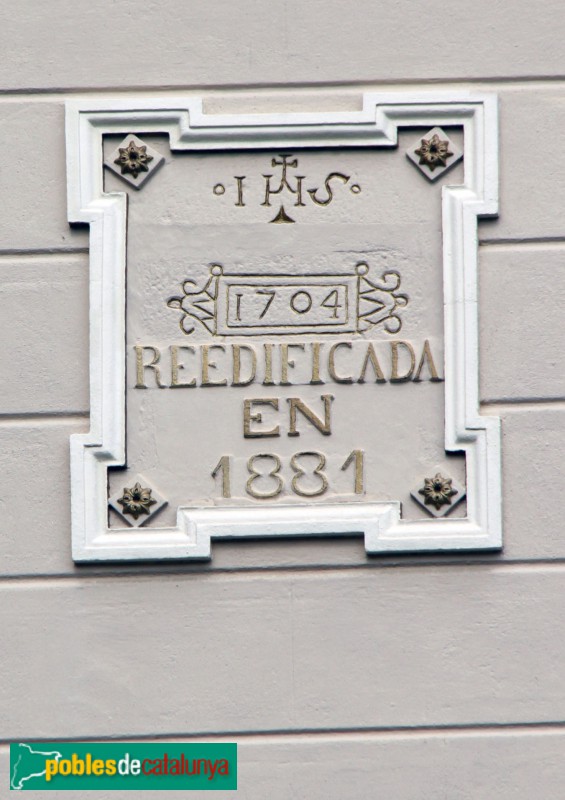 · IHS ·
1704
REEDIFICADA
EN
1881
poblesdecatalunya